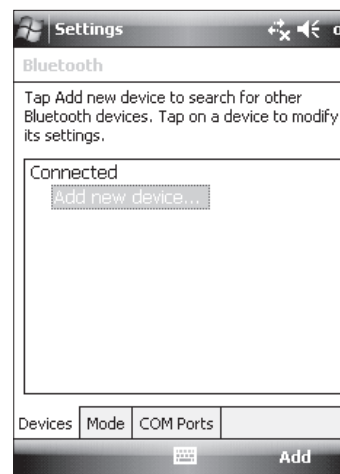 Settings
Bluetooth
Tap Add new device to search for other
Bluetooth devices. Tap on a device to modify
its settings.
Connected
Add new device...
Devices Mode COM Ports
Add